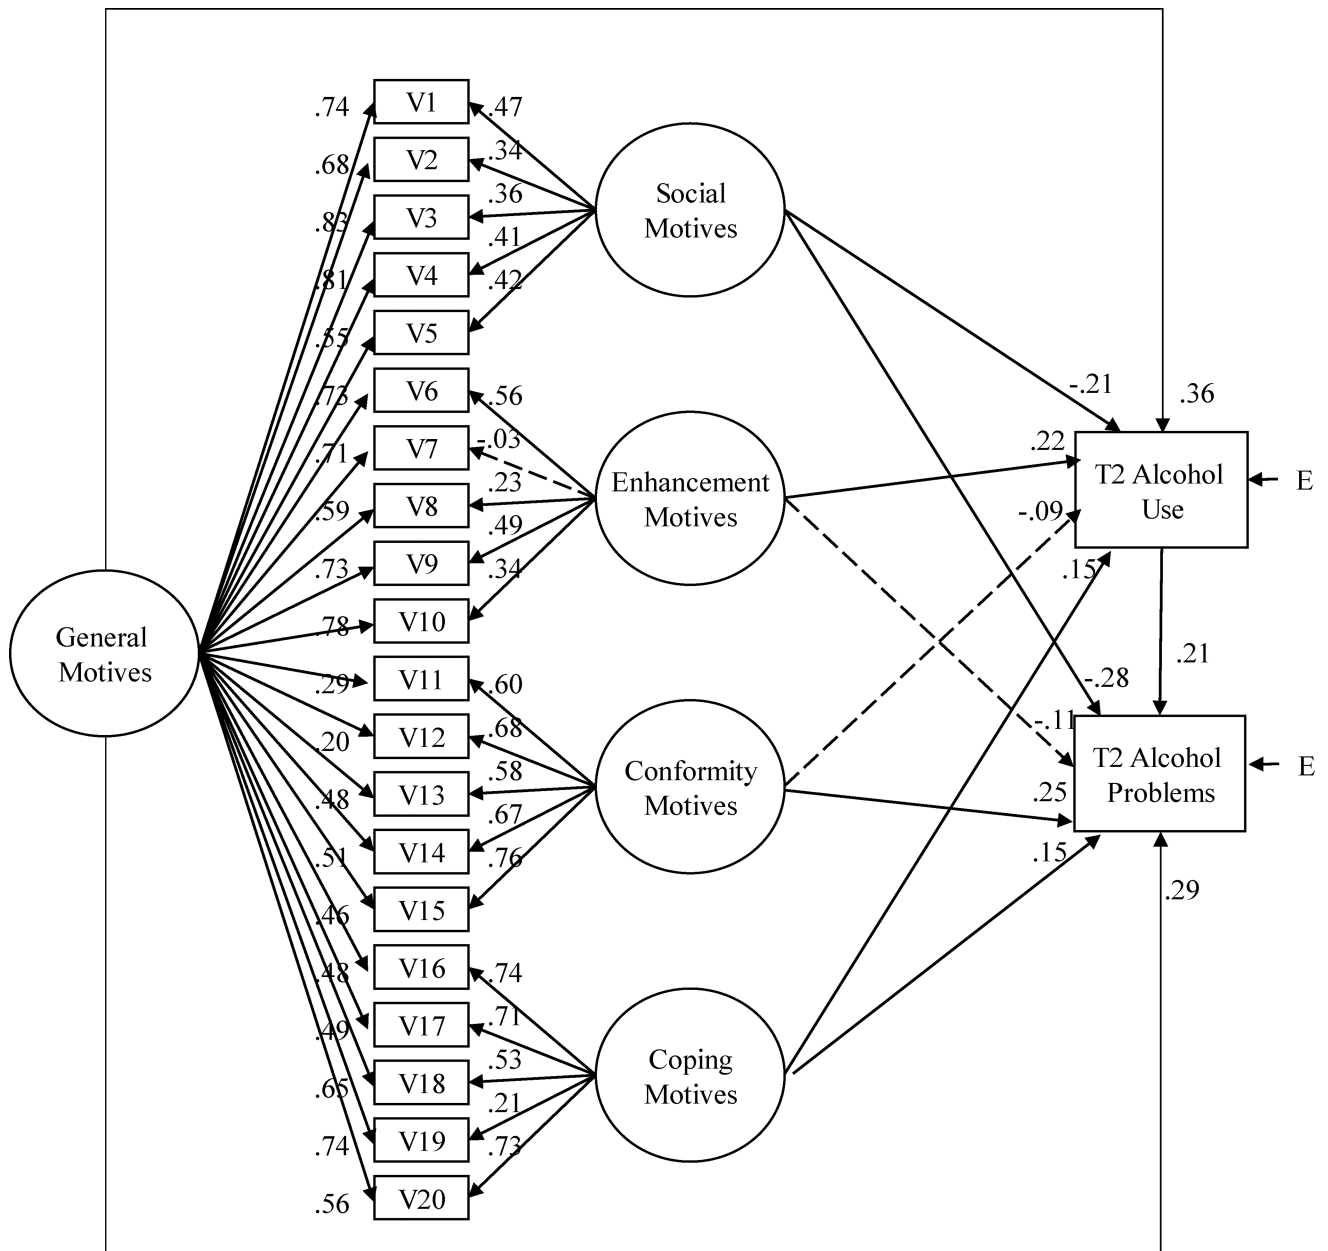 .74
V1
.47
.68
V2
.34
.83
V3
.36
.81
V4
.41
.55
V5
.42
.73
V6
.56
.71
V7
-.03
.59
V8
.23
.73
V9
.49
.78
V10
.34
.29
V11
.60
.20
V12
.68
.48
V13
.58
.51
V14
.67
.46
V15
.76
.48
V16
.74
.49
V17
.71
.65
V18
.53
.74
V19
.21
.56
V20
.73
General
Motives
Social
Motives
Enhancement
Motives
Conformity
Motives
Coping
Motives
-.21
.36
.22
-.09
.15
T2 Alcohol
Use
E
.21
-.28
-.11
.25
.15
T2 Alcohol
Problems
E
.29